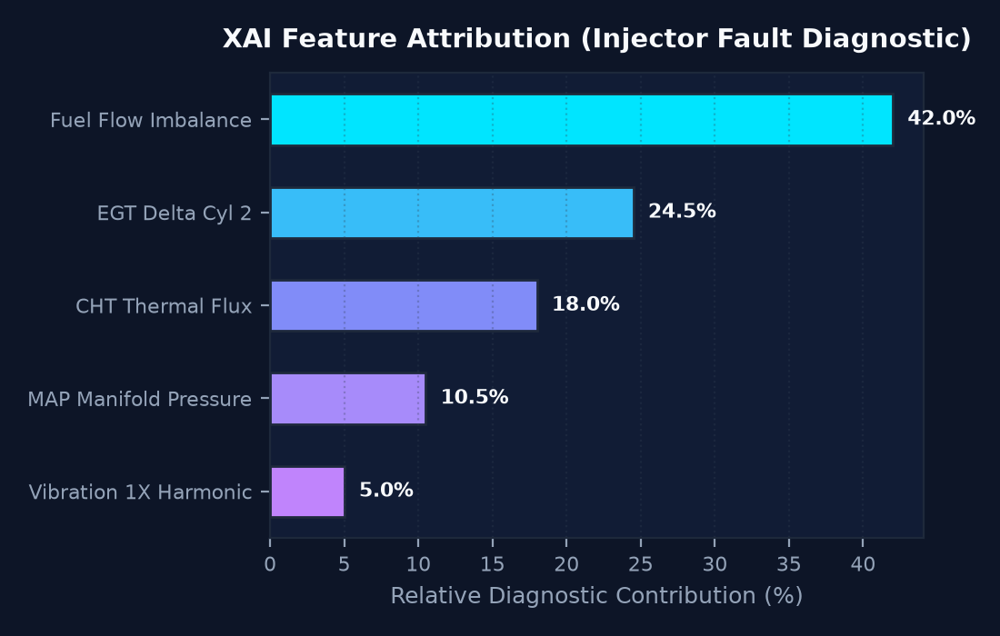 XAI Feature Attribution (Injector Fault Diagnostic)
Fuel Flow Imbalance
42.0%
EGT Delta Cyl 2
24.5%
CHT Thermal Flux
18.0%
MAP Manifold Pressure
10.5%
Vibration 1X Harmonic
5.0%
0 5 10 15 20 25 30 35 40
Relative Diagnostic Contribution (%)